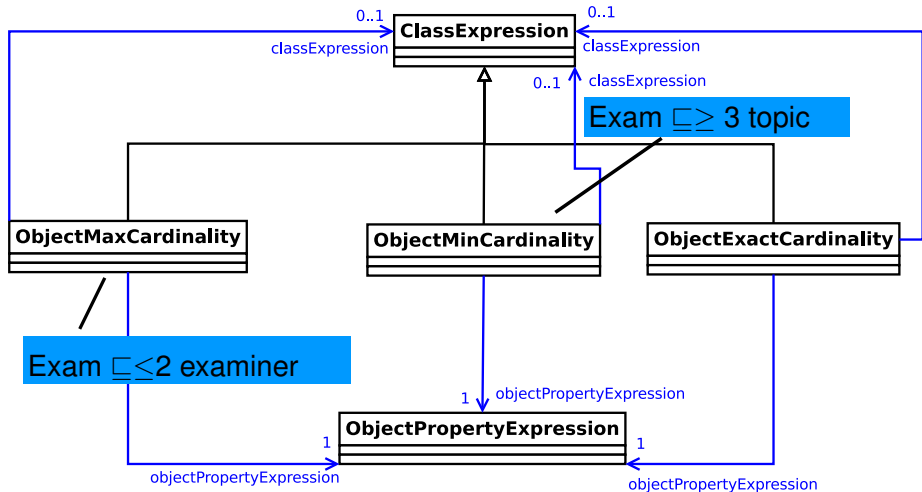 0..1
ClassExpression
0..1
classExpression
classExpression
0..1
classExpression
Exam ⊑≥ 3 topic
ObjectMaxCardinality
ObjectMinCardinality
ObjectExactCardinality
Exam ⊑≤2 examiner
1
objectPropertyExpression
1
ObjectPropertyExpression
1
objectPropertyExpression
objectPropertyExpression